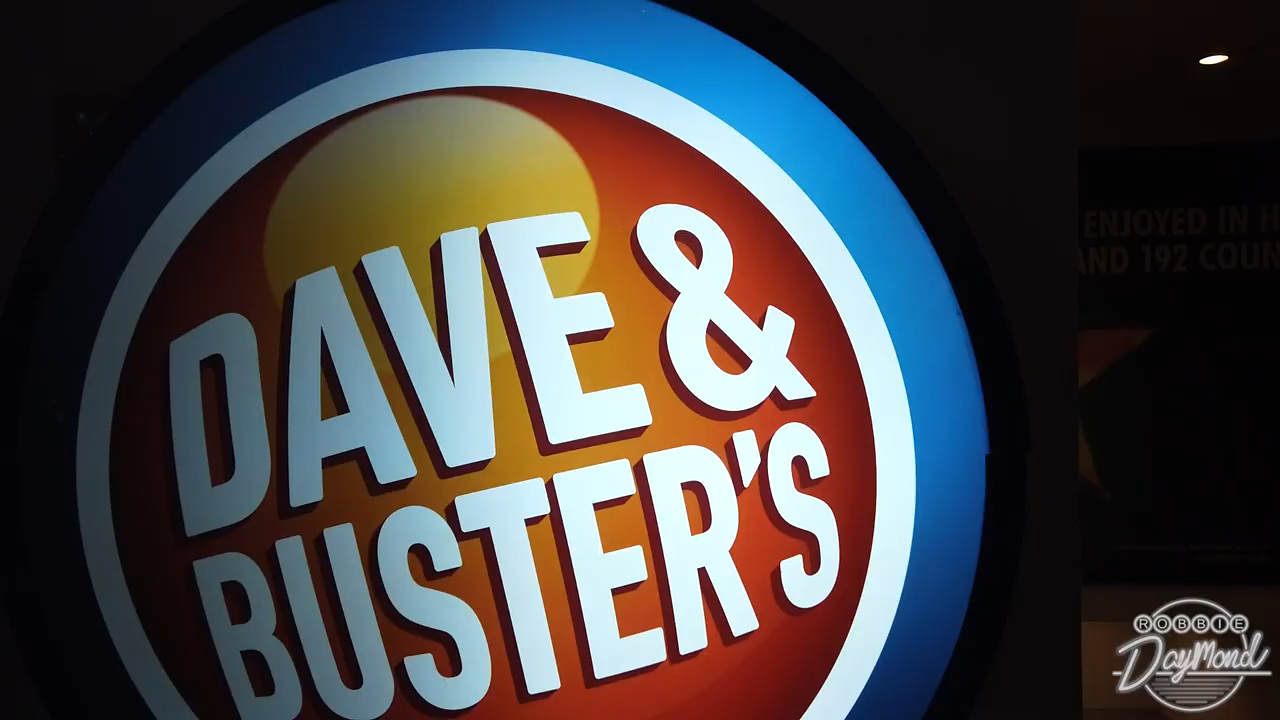 DAVE &
BUSTER'S
ENJOYED IN H
AND 192 COUN
ROBBIE
DayMond